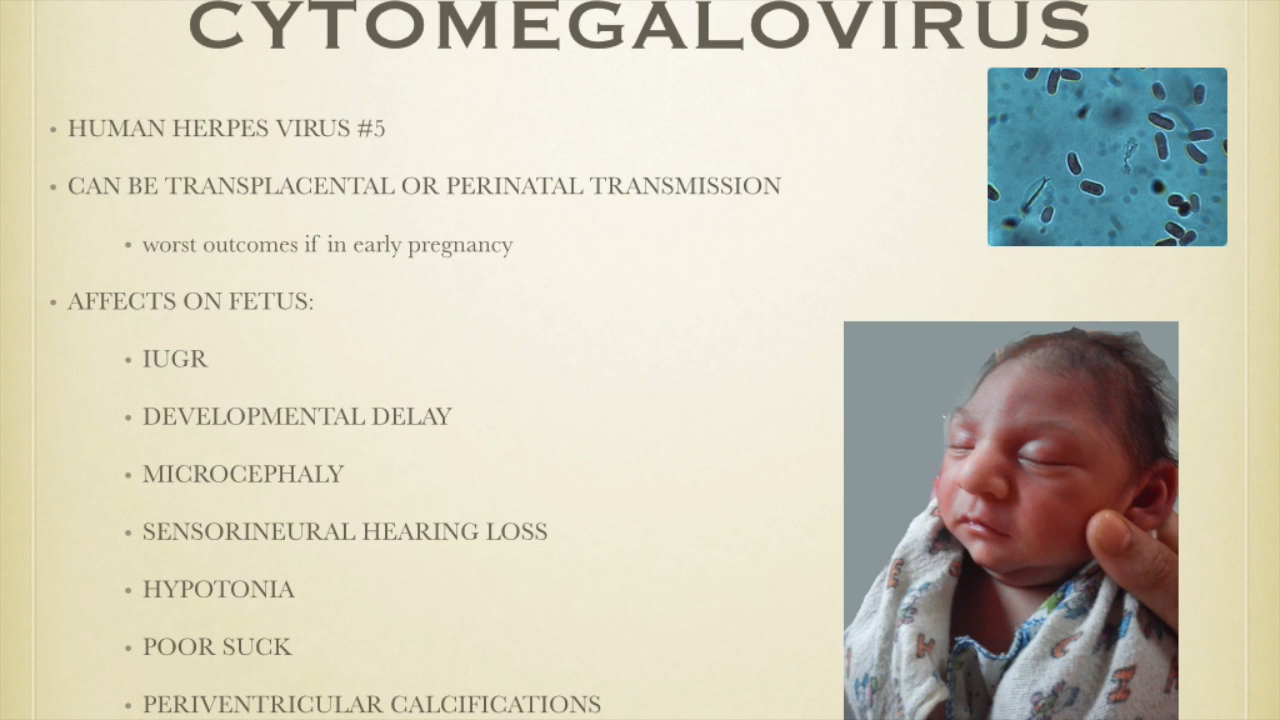 CYTOMEGALOVIRUS
• HUMAN HERPES VIRUS #5
• CAN BE TRANSPLACENTAL OR PERINATAL TRANSMISSION
• worst outcomes if in early pregnancy
• AFFECTS ON FETUS:
• IUGR
• DEVELOPMENTAL DELAY
• MICROCEPHALY
• SENSORINEURAL HEARING LOSS
• HYPOTONIA
• POOR SUCK
• PERIVENTRICULAR CALCIFICATIONS